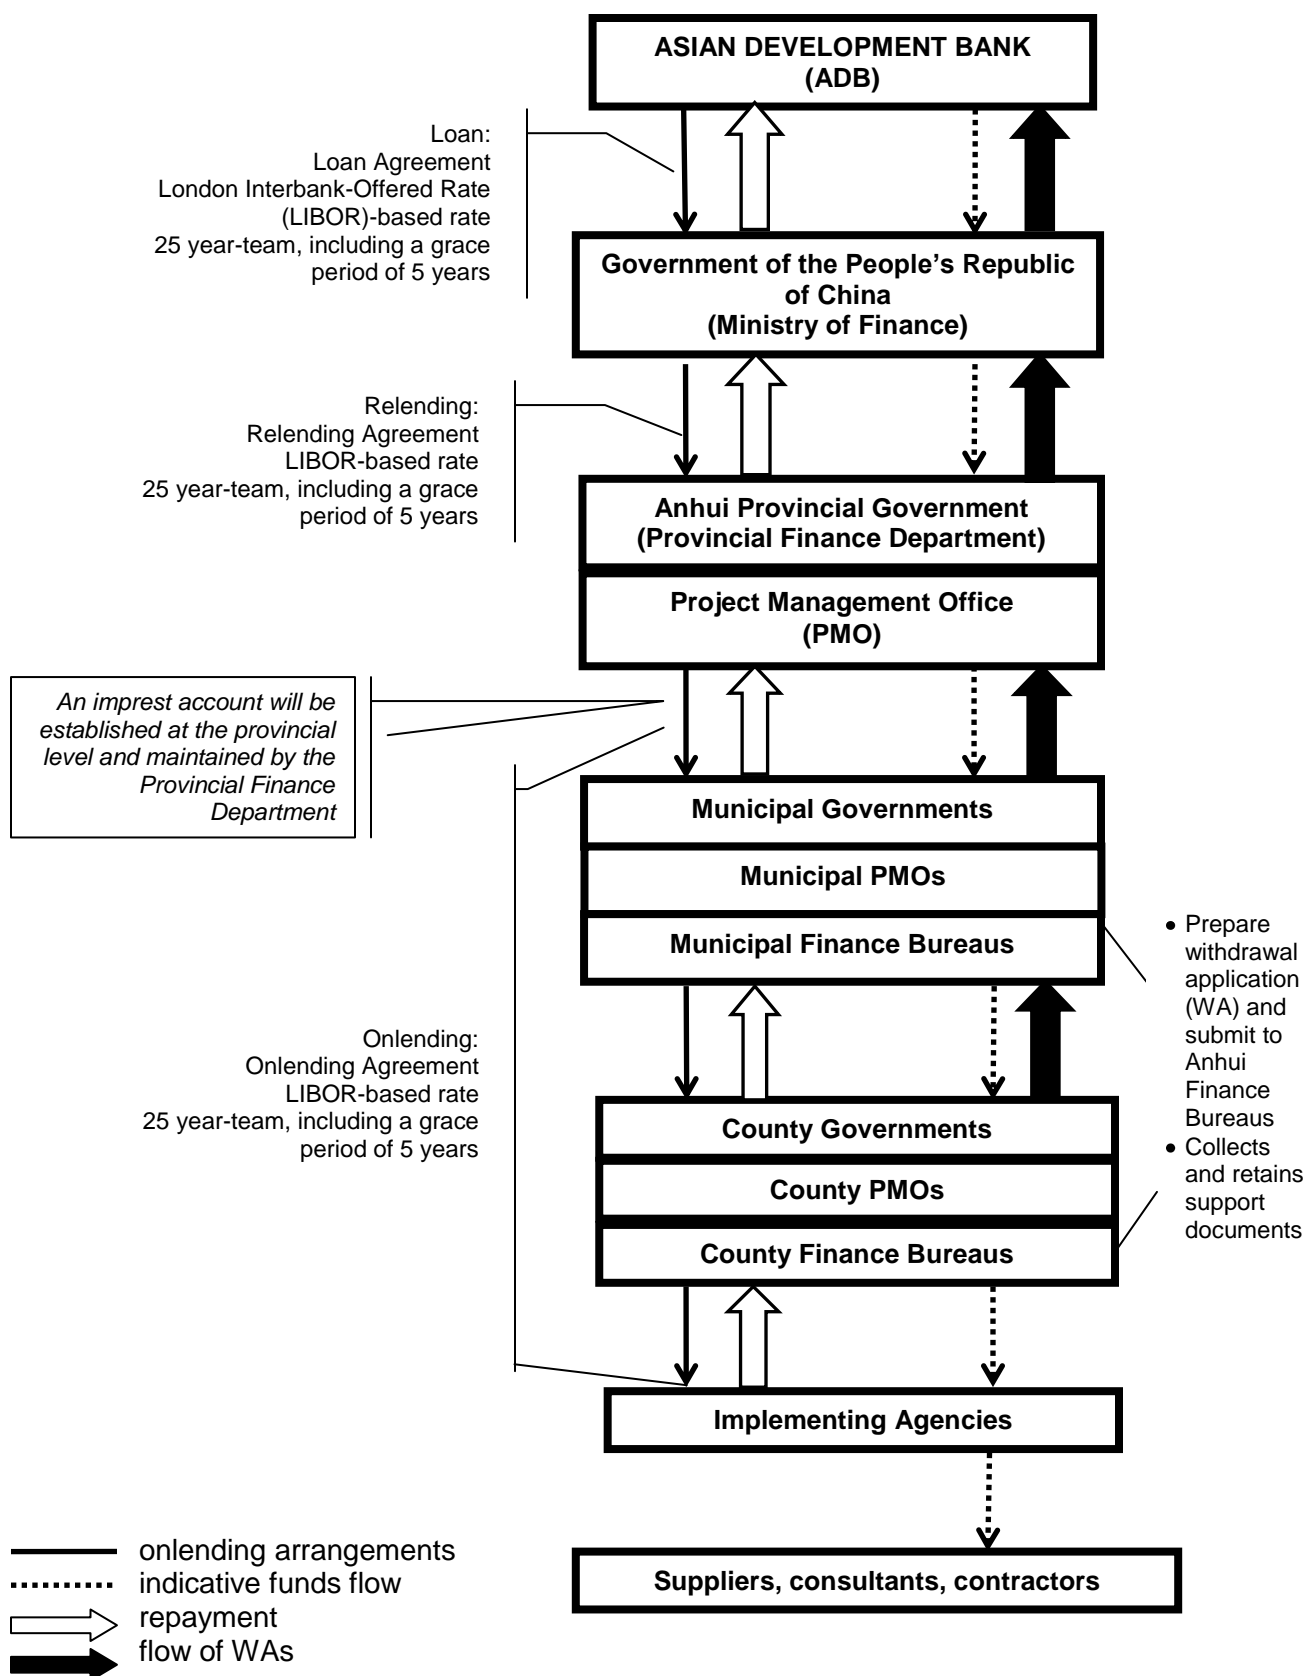 ASIAN DEVELOPMENT BANK
(ADB)
Loan:
Loan Agreement
London Interbank-Offered Rate
(LIBOR)-based rate
25 year-team, including a grace
period of 5 years
Government of the People’s Republic
of China
(Ministry of Finance)
Relending:
Relending Agreement
LIBOR-based rate
25 year-team, including a grace
period of 5 years
Anhui Provincial Government
(Provincial Finance Department)
Project Management Office
(PMO)
An imprest account will be
established at the provincial
level and maintained by the
Provincial Finance
Department
Municipal Governments
Municipal PMOs
Municipal Finance Bureaus
• Prepare
withdrawal
application
(WA) and
submit to
Anhui
Finance
Bureaus
• Collects
and retains
support
documents
Onlending:
Onlending Agreement
LIBOR-based rate
25 year-team, including a grace
period of 5 years
County Governments
County PMOs
County Finance Bureaus
Implementing Agencies
Suppliers, consultants, contractors
onlending arrangements
indicative funds flow
repayment
flow of WAs